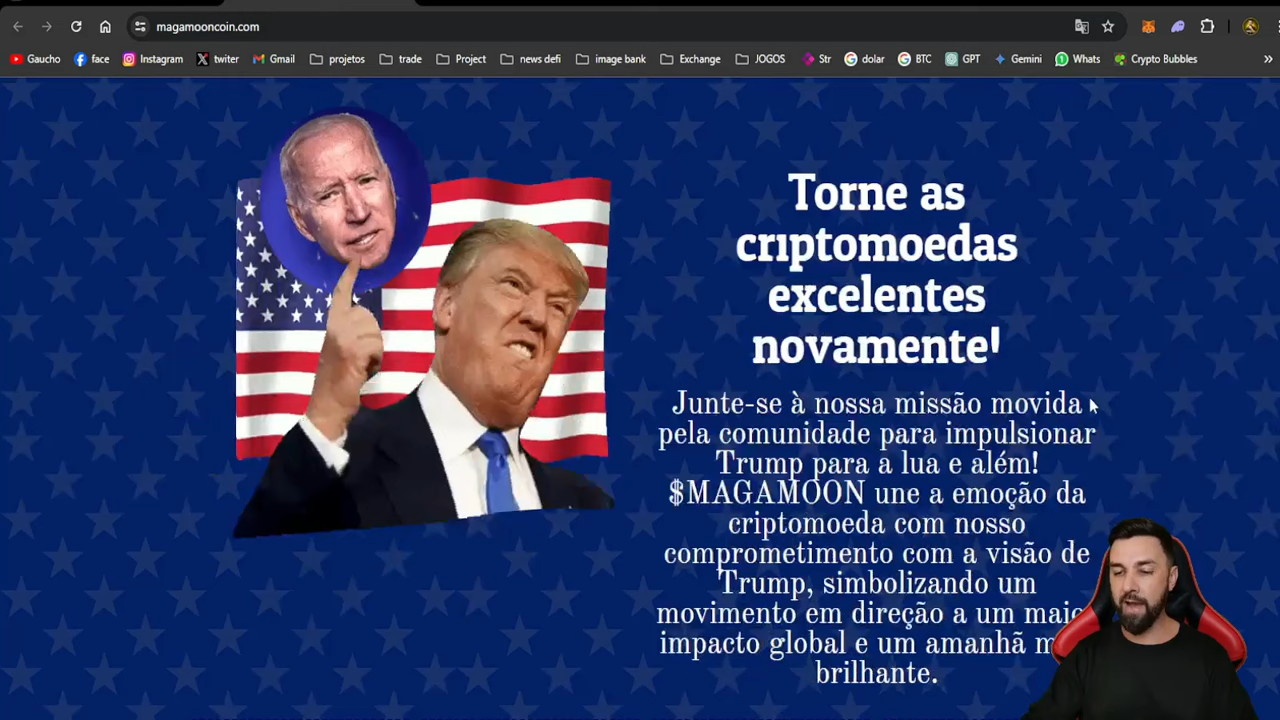 magamooncoin.com
Gaucho
face
Instagram
twiter
Gmail
projetos
trade
Project
news defi
image bank
Exchange
JOGOS
Str
dolar
BTC
GPT
Gemini
Whats
Crypto Bubbles
»
Torne as
criptomoedas
excelentes
novamente!
Junte-se à nossa missão movida
pela comunidade para impulsionar
Trump para a lua e além!
$MAGAMOON une a emoção da
criptomoeda com nosso
comprometimento com a visão de
Trump, simbolizando um
movimento em direção a um
impacto global e um amanhã
brilhante.